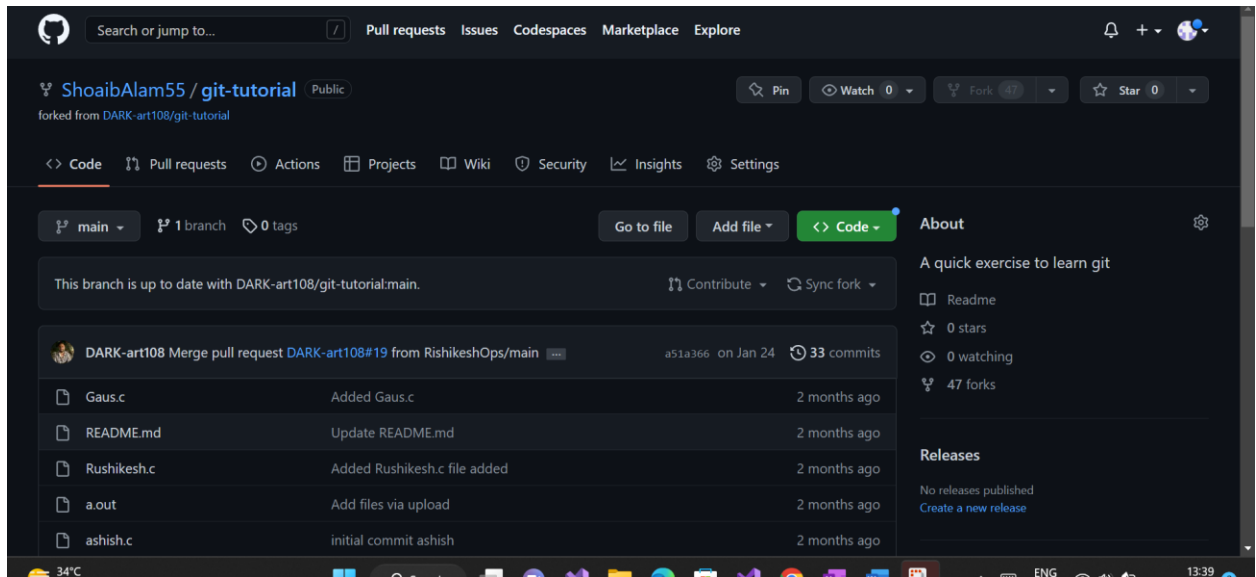 Search or jump to... / Pull requests Issues Codespaces Marketplace Explore
ShoaibAlam55 / git-tutorial Public Pin Watch 0 Fork 47 Star 0
forked from DARK-art108/git-tutorial
<> Code Pull requests Actions Projects Wiki Security Insights Settings
main 1 branch 0 tags Go to file Add file <> Code
About
A quick exercise to learn git
This branch is up to date with DARK-art108/git-tutorial:main. Contribute Sync fork
Readme
0 stars
0 watching
47 forks
DARK-art108 Merge pull request DARK-art108#19 from RishikeshOps/main ... a51a366 on Jan 24 33 commits
Gaus.c Added Gaus.c 2 months ago
README.md Update README.md 2 months ago
Rushikesh.c Added Rushikesh.c file added 2 months ago
a.out Add files via upload 2 months ago
ashish.c initial commit ashish 2 months ago
Releases
No releases published
Create a new release
34°C
ENG
13:39